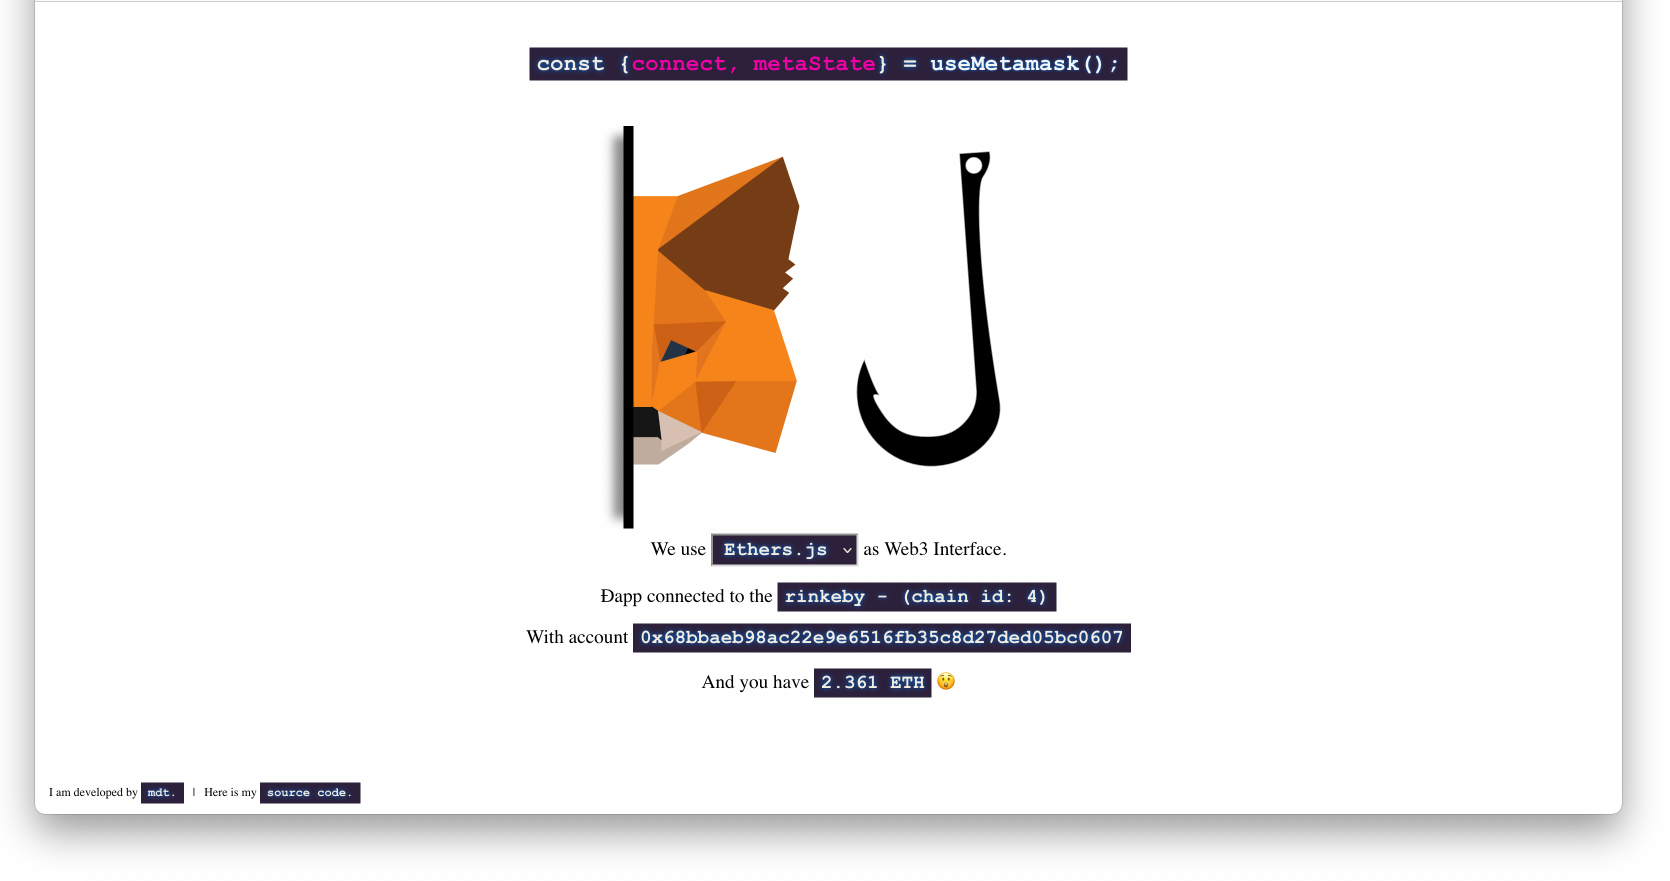 const {connect, metaState} = useMetamask();
We use Ethers.js as Web3 Interface.
Ðapp connected to the rinkeby - (chain id: 4)
With account 0x68bbaeb98ac22e9e6516fb35c8d27ded05bc0607
And you have 2.361 ETH 😲
I am developed by mdt. | Here is my source code.